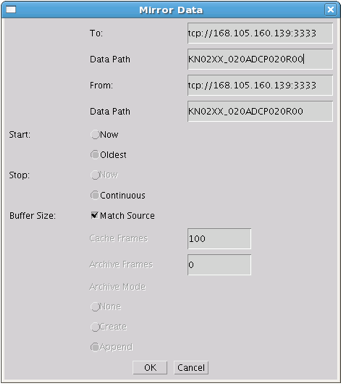 Mirror Data
To: tcp://168.105.160.139:3333
Data Path KN02XX_020ADCP020R00
From: tcp://168.105.160.139:3333
Data Path KN02XX_020ADCP020R00
Start: Now
Oldest
Stop: Now
Continuous
Buffer Size: Match Source
Cache Frames 100
Archive Frames 0
Archive Mode
None
Create
Append
OK Cancel